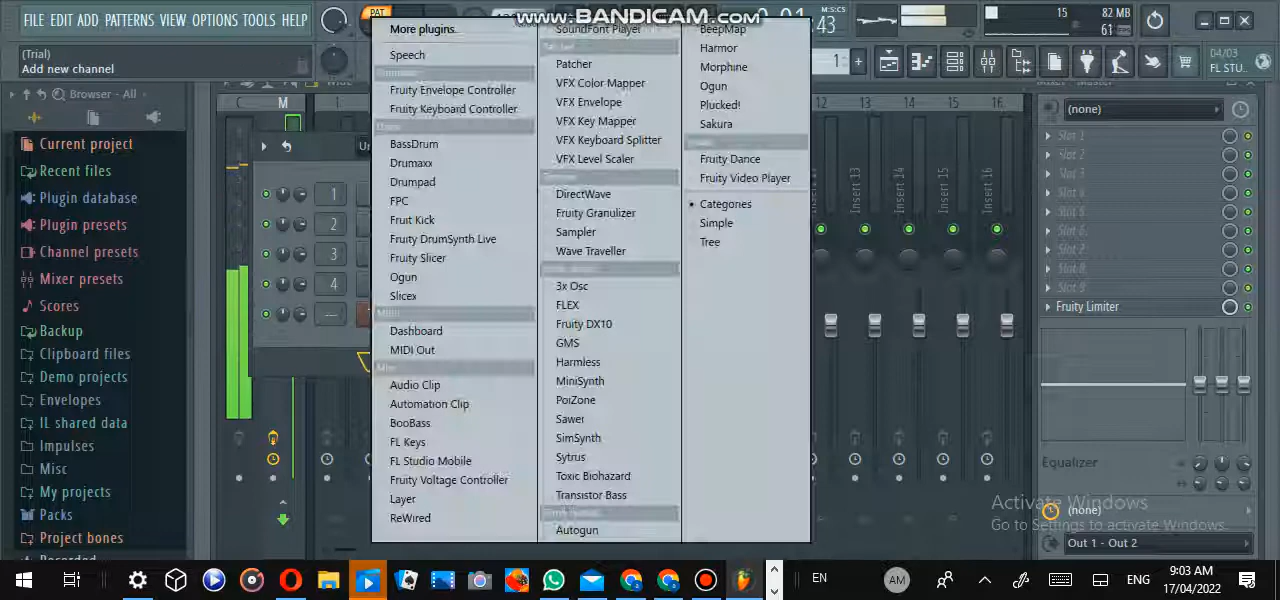 www.BANDICAM.com
FILE EDIT ADD PATTERNS VIEW OPTIONS TOOLS HELP
PAT
43
M:S:CS
15
82 MB
61
(Trial)
Add new channel
1
+
04/03
FL STU..
Browser - All
Current project
Recent files
Plugin database
Plugin presets
Channel presets
Mixer presets
Scores
Backup
Clipboard files
Demo projects
Envelopes
IL shared data
Impulses
Misc
My projects
Packs
Project bones
Recorded
C
M
1
1
2
3
4
---
More plugins..
Speech
Fruity Envelope Controller
Fruity Keyboard Controller
BassDrum
Drumaxx
Drumpad
FPC
Fruit Kick
Fruity DrumSynth Live
Fruity Slicer
Ogun
Slicex
Dashboard
MIDI Out
Audio Clip
Automation Clip
BooBass
FL Keys
FL Studio Mobile
Fruity Voltage Controller
Layer
ReWired
SoundFont Player
Patcher
VFX Color Mapper
VFX Envelope
VFX Key Mapper
VFX Keyboard Splitter
VFX Level Scaler
DirectWave
Fruity Granulizer
Sampler
Wave Traveller
3x Osc
FLEX
Fruity DX10
GMS
Harmless
MiniSynth
PoiZone
Sawer
SimSynth
Sytrus
Toxic Biohazard
Transistor Bass
Autogun
BeepMap
Harmor
Morphine
Ogun
Plucked!
Sakura
Fruity Dance
Fruity Video Player
Categories
Simple
Tree
12
13
14
15
16
Insert 13
Insert 14
Insert 15
Insert 16
(none)
Slot 1
Slot 2
Slot 3
Slot 4
Slot 5
Slot 6
Slot 7
Slot 8
Slot 9
Fruity Limiter
Equalizer
(none)
Out 1 - Out 2
Activate Windows
Go to Settings to activate Windows.
EN
AM
ENG
9:03 AM
17/04/2022